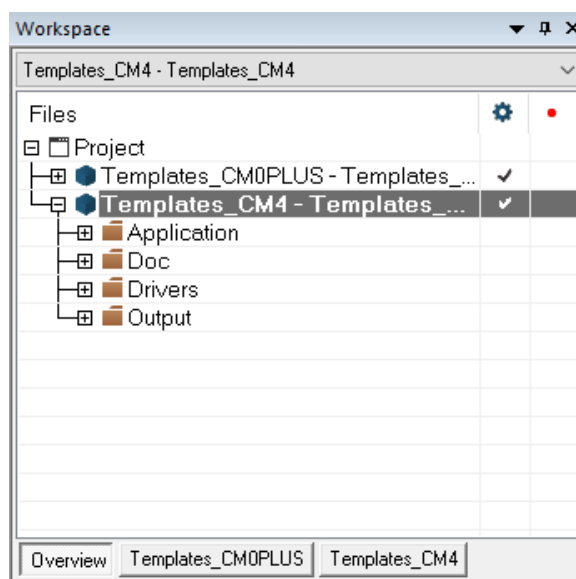 Workspace
Templates_CM4 - Templates_CM4
Files
Project
Templates_CM0PLUS - Templates_...
Templates_CM4 - Templates_...
Application
Doc
Drivers
Output
Overview Templates_CM0PLUS Templates_CM4